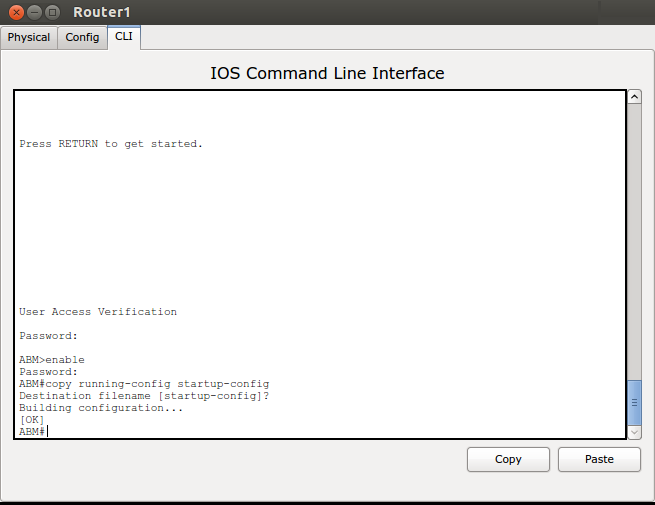 Router1
Physical Config CLI
IOS Command Line Interface
Press RETURN to get started.
User Access Verification
Password:
ABM>enable
Password:
ABM#copy running-config startup-config
Destination filename [startup-config]?
Building configuration...
[OK]
ABM#
Copy Paste